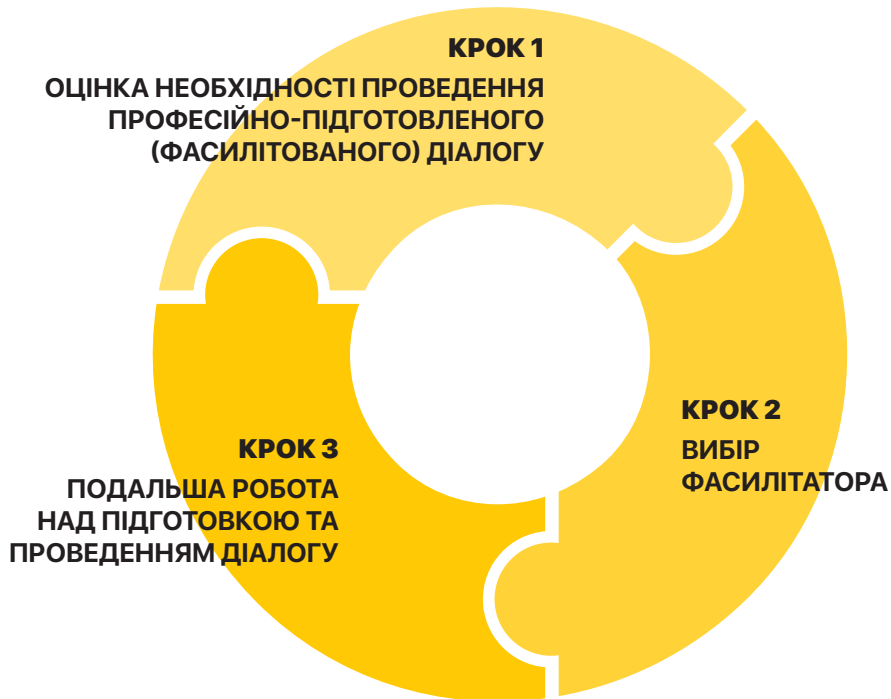 КРОК 1
ОЦІНКА НЕОБХІДНОСТІ ПРОВЕДЕННЯ
ПРОФЕСІЙНО-ПІДГОТОВЛЕНОГО
(ФАСИЛІТОВАНОГО) ДІАЛОГУ
КРОК 2
ВИБІР
ФАСИЛІТАТОРА
КРОК 3
ПОДАЛЬША РОБОТА
НАД ПІДГОТОВКОЮ ТА
ПРОВЕДЕННЯМ ДІАЛОГУ